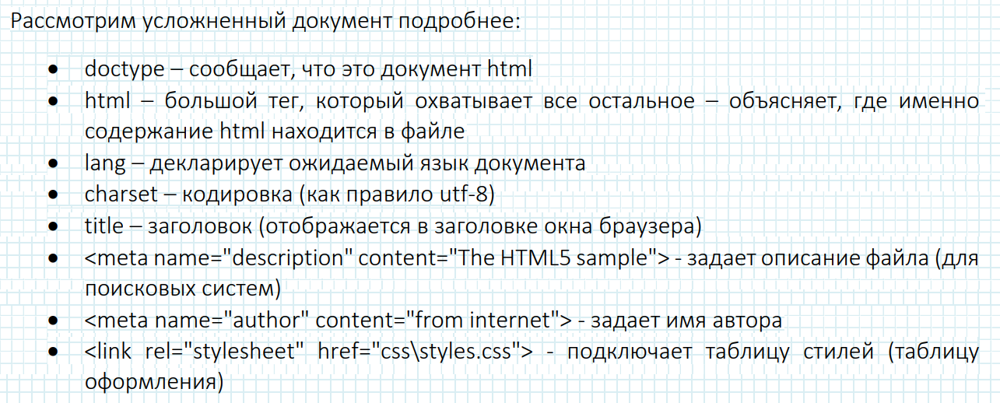 Рассмотрим усложненный документ подробнее:
• doctype – сообщает, что это документ html
• html – большой тег, который охватывает все остальное – объясняет, где именно
содержание html находится в файле
• lang – декларирует ожидаемый язык документа
• charset – кодировка (как правило utf-8)
• title – заголовок (отображается в заголовке окна браузера)
• <meta name="description" content="The HTML5 sample"> - задает описание файла (для
поисковых систем)
• <meta name="author" content="from internet"> - задает имя автора
• <link rel="stylesheet" href="css\styles.css"> - подключает таблицу стилей (таблицу
оформления)